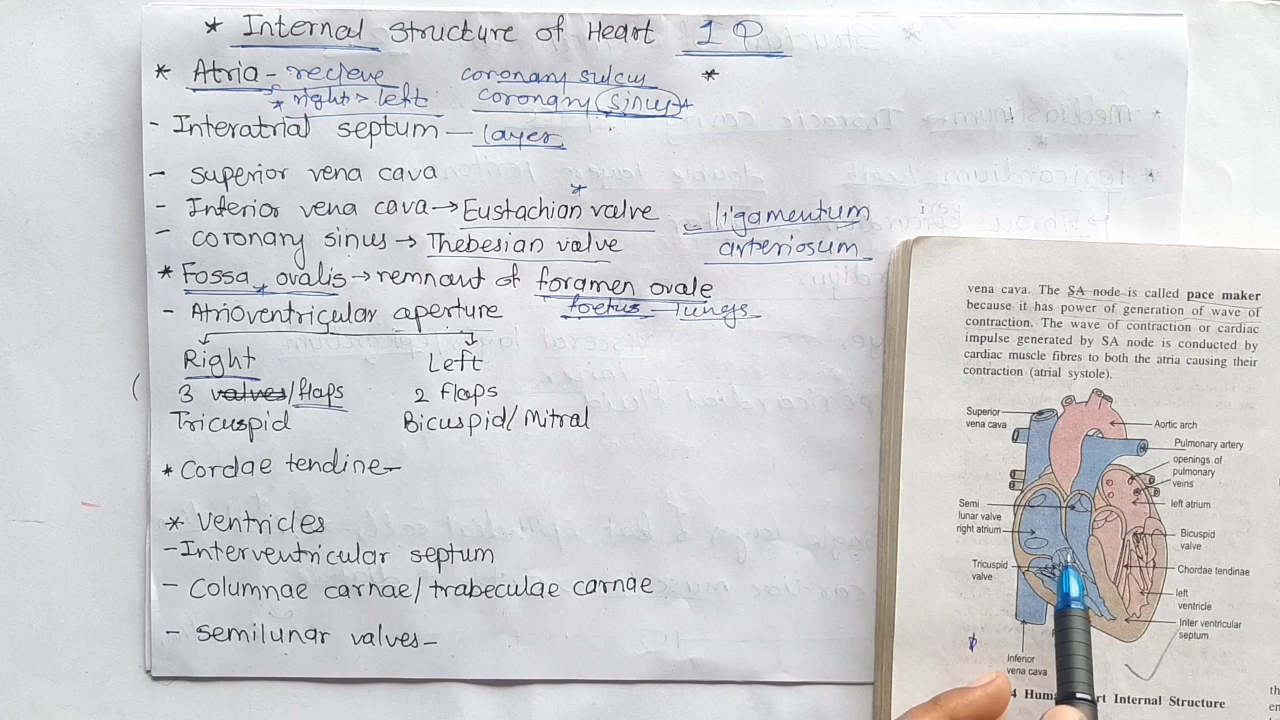 * Internal Structure of Heart IP
* Atria - recieve coronary sulcus *
* right > left coronary sinus *
- Interatrial septum - layer
- superior vena cava
- Inferior vena cava → Eustachian valve
ligamentum
- coronary sinus → Thebesian valve
arteriosum
* Fossa ovalis → remnant of foramen ovale
- Atrioventricular aperture
foetus - lungs
Right Left
3 valves/flaps 2 flaps
Tricuspid Bicuspid/Mitral
* Cordae tendine-
* Ventricles
- Interventricular septum
- Columnae carnae/trabeculae carnae
- semilunar valves-
vena cava. The SA node is called pace maker
because it has power of generation of wave of
contraction. The wave of contraction or cardiac
impulse generated by SA node is conducted by
cardiac muscle fibres to both the atria causing their
contraction (atrial systole).
Superior
vena cava
Aortic arch
Pulmonary artery
openings of
pulmonary
veins
Semi
lunar valve
right atrium
left atrium
Bicuspid
valve
Tricuspid
valve
Chordae tendinae
left
ventricle
Inter ventricular
septum
Inferior
vena cava
4 Internal Structure